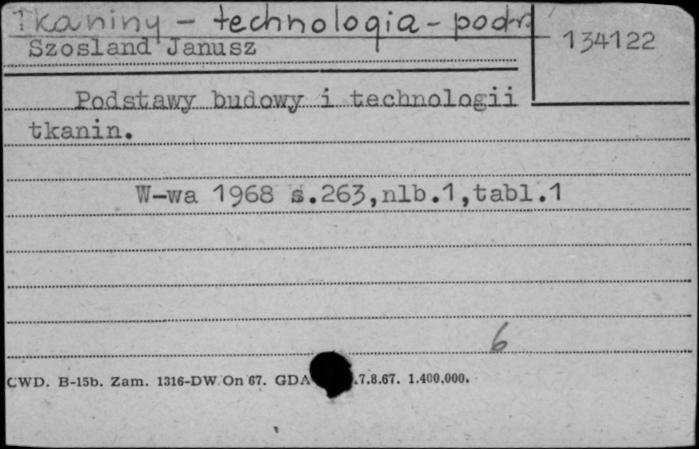 Tkaniny - technologia - podr.
134122
Szosland Janusz
Podstawy budowy i technologii
tkanin.
W-wa 1968 s.263,nlb.1,tabl.1
6
CWD. B-15b. Zam. 1316-DW/On 67. GDA .7.8.67. 1.400.000.